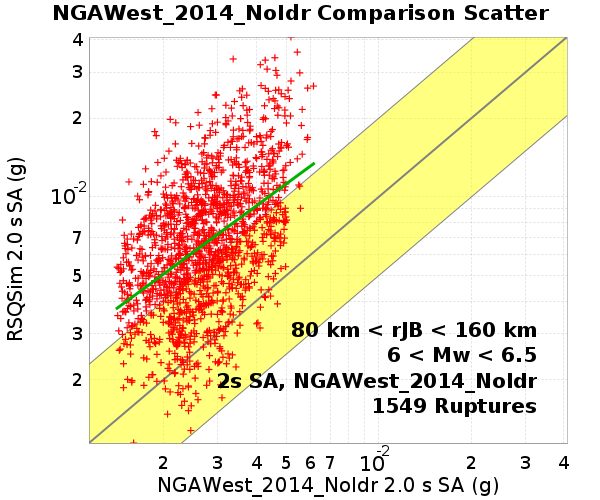 NGAWest_2014_NoIdr Comparison Scatter
4
3
2
10-2
7
5
4
3
2
RSQSim 2.0 s SA (g)
80 km < rJB < 160 km
6 < Mw < 6.5
2s SA, NGAWest_2014_NoIdr
1549 Ruptures
2 3 4 5 6 7 10-2 2 3 4
NGAWest_2014_NoIdr 2.0 s SA (g)